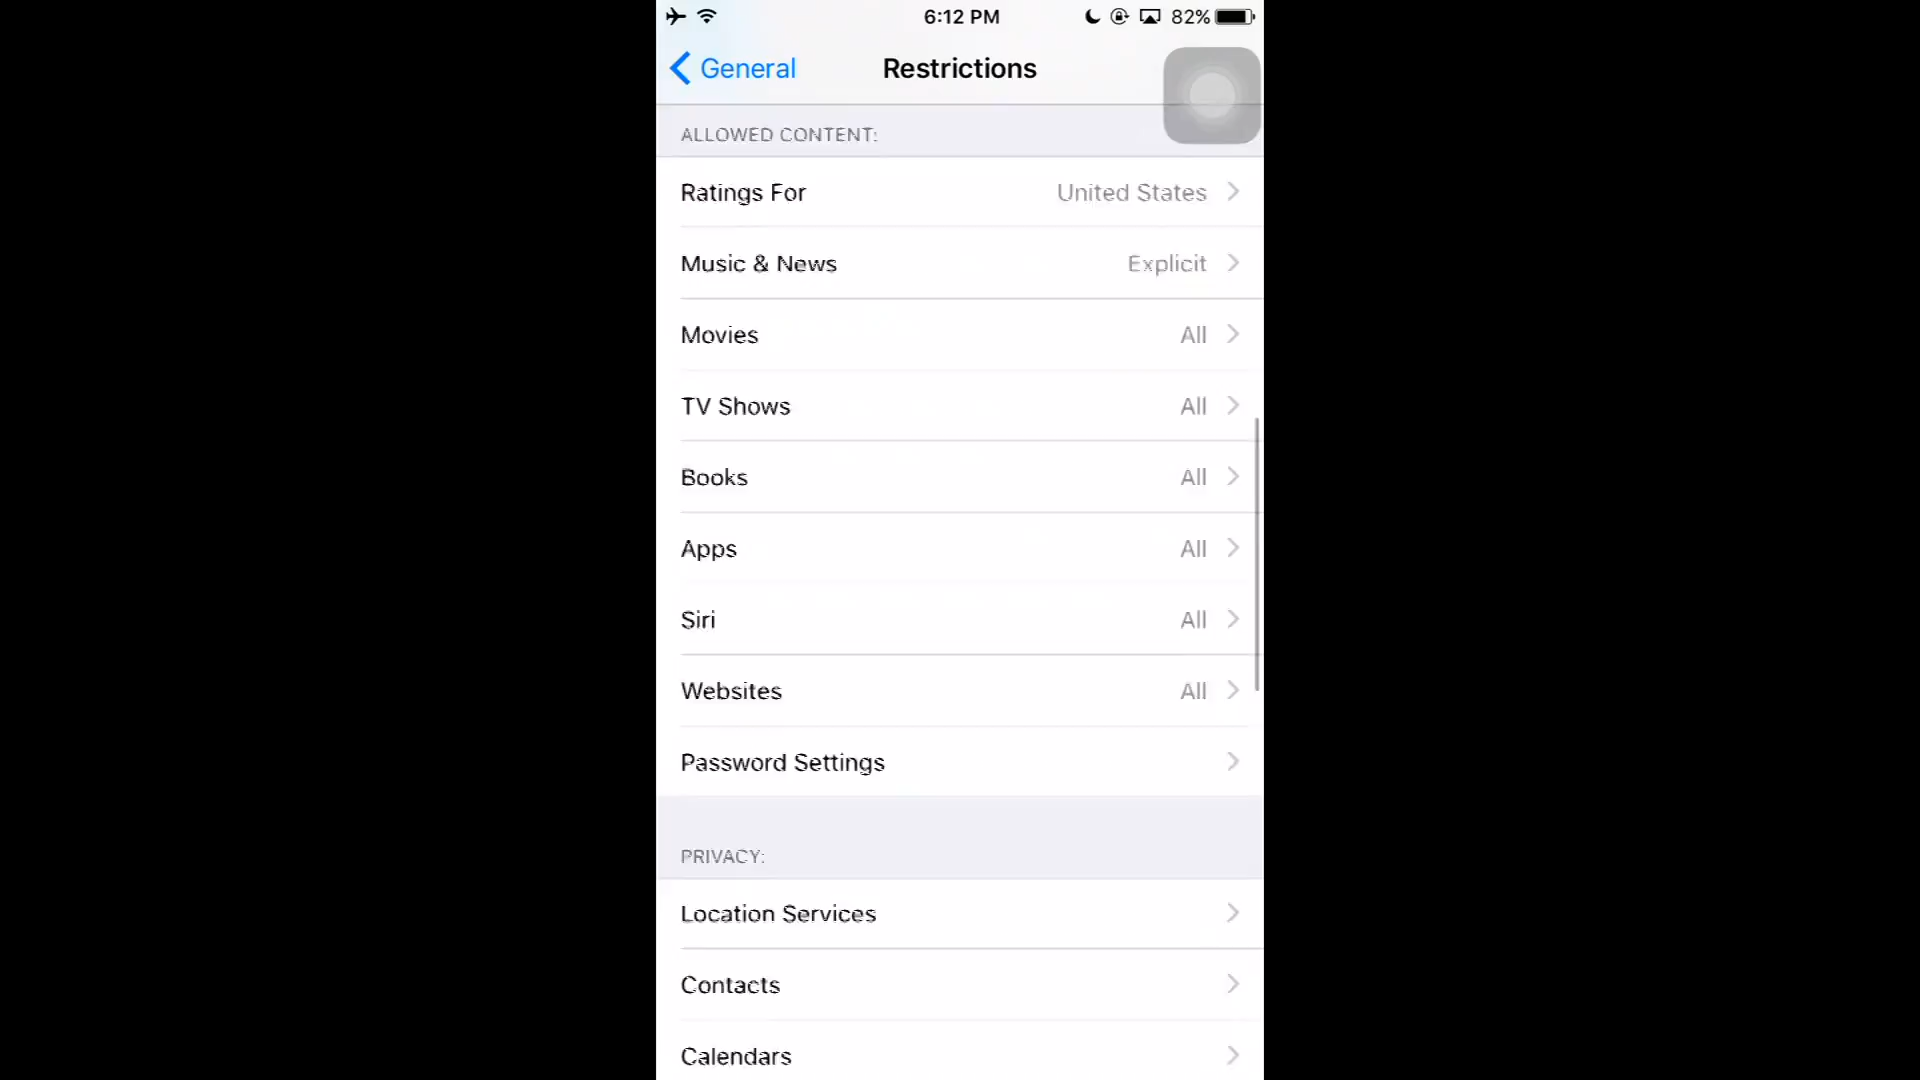 6:12 PM 82%
General Restrictions
ALLOWED CONTENT:
Ratings For United States
Music & News Explicit
Movies All
TV Shows All
Books All
Apps All
Siri All
Websites All
Password Settings
PRIVACY:
Location Services
Contacts
Calendars